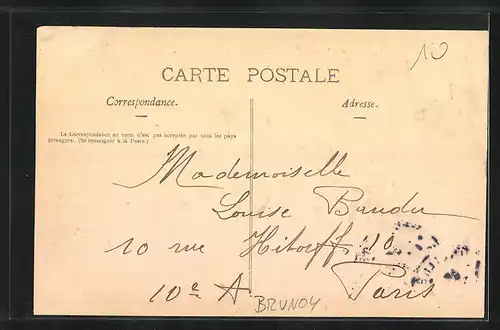 10
CARTE POSTALE
Correspondance.
Adresse.
La Correspondance au recto n'est pas acceptée par tous les pays
étrangers. (Se renseigner à la Poste.)
Mademoiselle
Louise Baudu
10 rue Hitorff 10
Paris
10e A.
BRUNOY